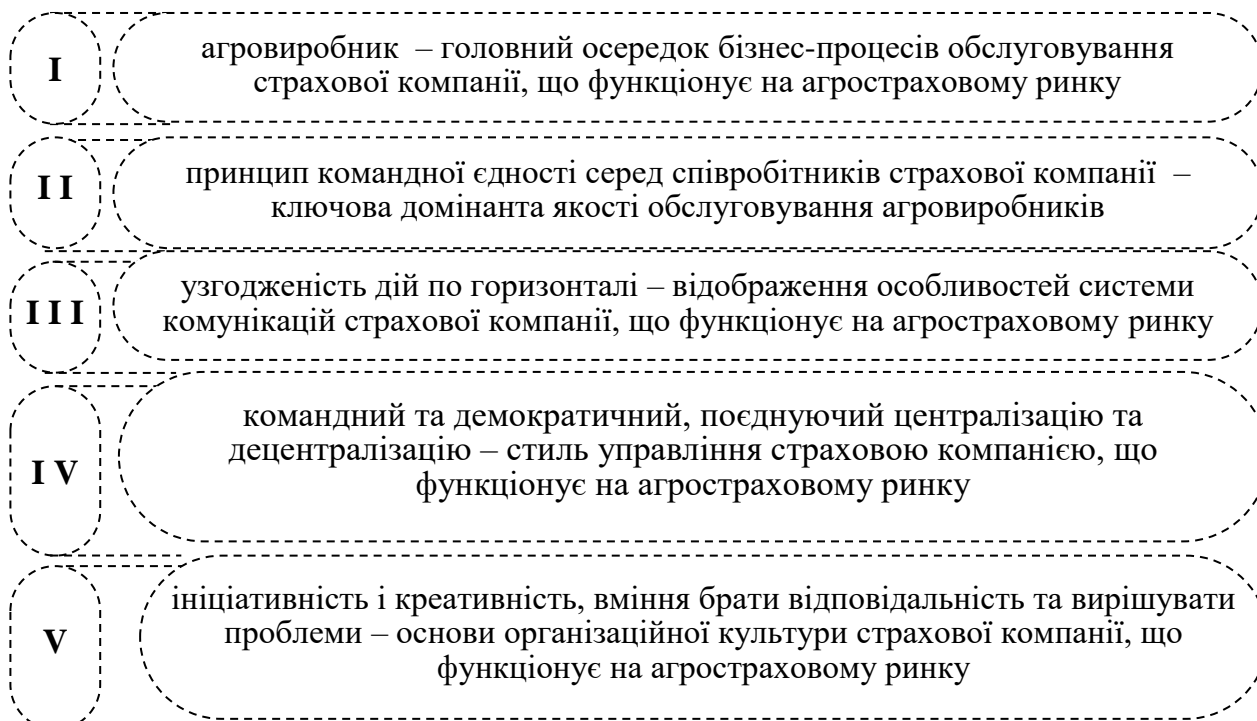 I
агровиробник – головний осередок бізнес-процесів обслуговування
страхової компанії, що функціонує на агростраховому ринку
I I
принцип командної єдності серед співробітників страхової компанії –
ключова домінанта якості обслуговування агровиробників
I I I
узгодженість дій по горизонталі – відображення особливостей системи
комунікацій страхової компанії, що функціонує на агростраховому ринку
I V
командний та демократичний, поєднуючий централізацію та
децентралізацію – стиль управління страховою компанією, що
функціонує на агростраховому ринку
V
ініціативність і креативність, вміння брати відповідальність та вирішувати
проблеми – основи організаційної культури страхової компанії, що
функціонує на агростраховому ринку